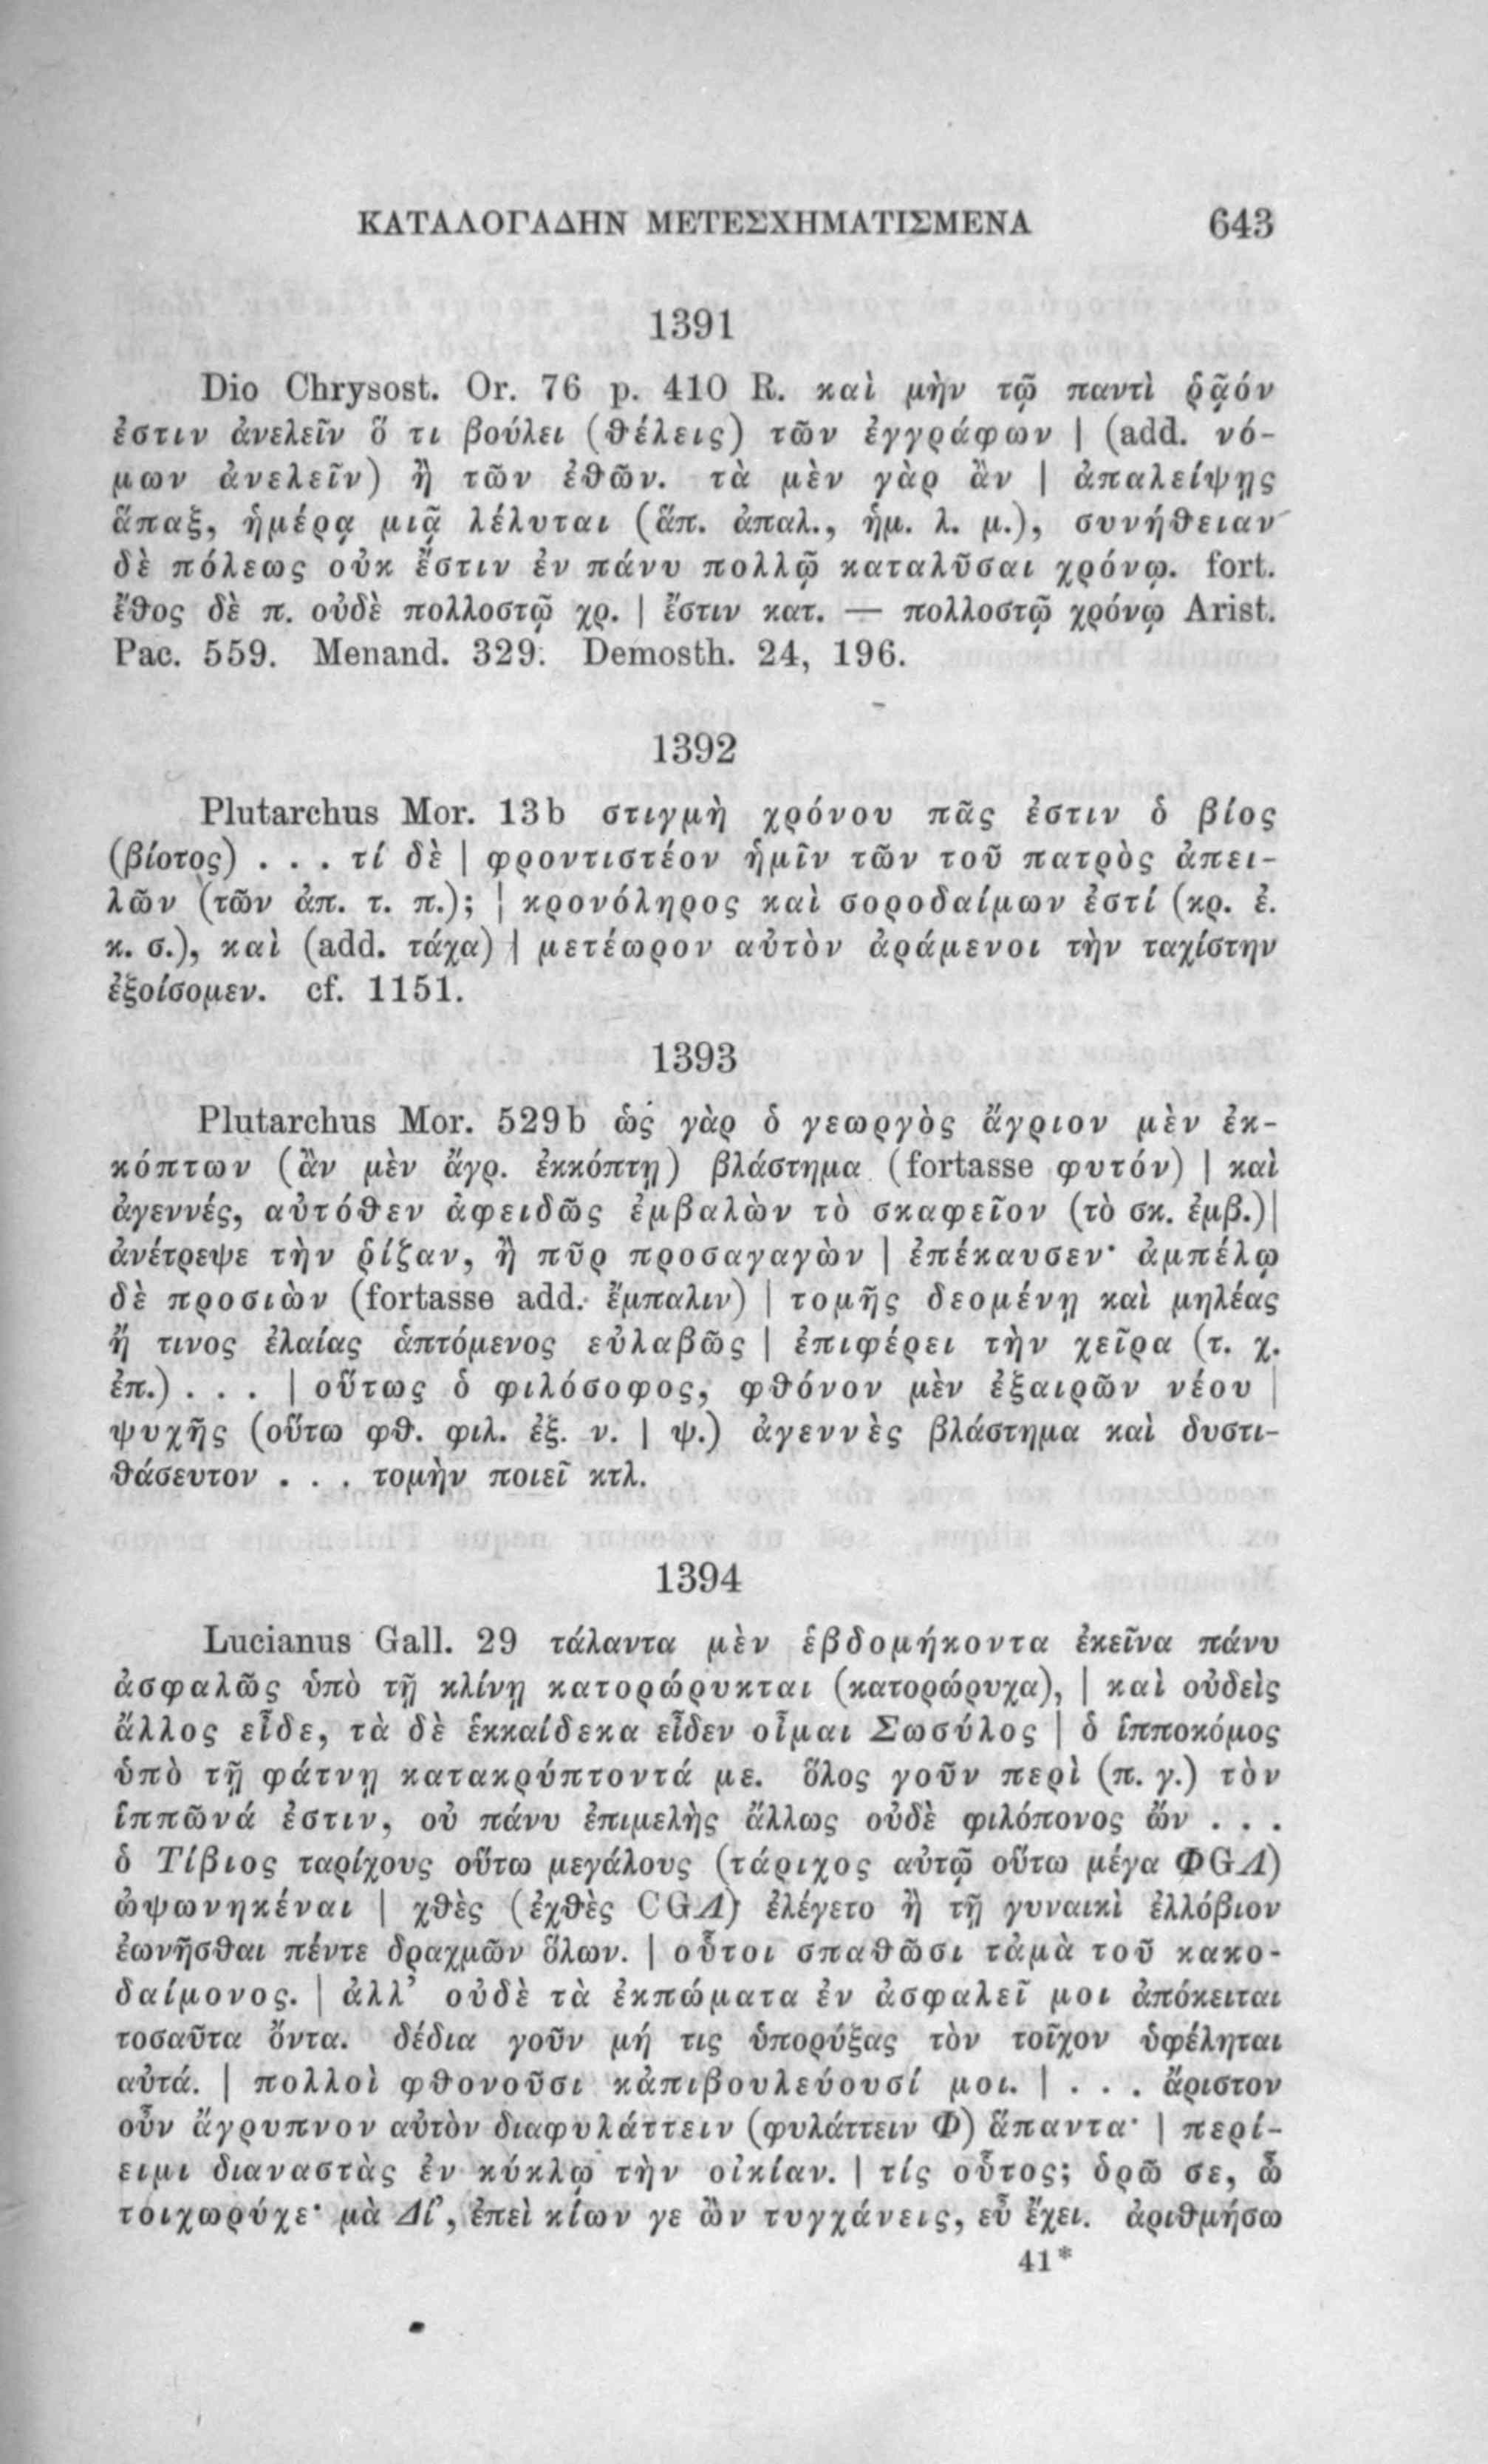 ΚΑΤΑΛΟΓΑΔΗΝ ΜΕΤΕΣΧΗΜΑΤΙΣΜΕΝΑ 643
1391
Dio Chrysost. Or. 76 p. 410 R. καὶ μὴν τῷ παντὶ ῥᾷόν
ἐστιν ἀνελεῖν ὅ τι βούλει (θέλεις) τῶν ἐγγράφων | (add. νό-
μων ἀνελεῖν) ἢ τῶν ἐθῶν. τὰ μὲν γὰρ ἂν | ἀπαλείψῃς
ἅπαξ, ἡμέρᾳ μιᾷ λέλυται (ἅπ. ἀπαλ., ἡμ. λ. μ.), συνήθειαν
δὲ πόλεως οὐκ ἔστιν ἐν πάνυ πολλῷ καταλῦσαι χρόνῳ. fort.
ἔθος δὲ π. οὐδὲ πολλοστῷ χρ. | ἔστιν κατ. — πολλοστῷ χρόνῳ Arist.
Pac. 559. Menand. 329. Demosth. 24, 196.
1392
Plutarchus Mor. 13b στιγμὴ χρόνου πᾶς ἐστιν ὁ βίος
(βίοτος) . . . τί δὲ | φροντιστέον ἡμῖν τῶν τοῦ πατρὸς ἀπει-
λῶν (τῶν ἀπ. τ. π.); | κρονόληρος καὶ σοροδαίμων ἐστί (κρ. ἐ.
κ. σ.), καὶ (add. τάχα) | μετέωρον αὐτὸν ἀράμενοι τὴν ταχίστην
ἐξοίσομεν. cf. 1151.
1393
Plutarchus Mor. 529b ὡς γὰρ ὁ γεωργὸς ἄγριον μὲν ἐκ-
κόπτων (ἂν μὲν ἄγρ. ἐκκόπτῃ) βλάστημα (fortasse φυτόν) | καὶ
ἀγεννές, αὐτόθεν ἀφειδῶς ἐμβαλὼν τὸ σκαφεῖον (τὸ σκ. ἐμβ.)|
ἀνέτρεψε τὴν ῥίζαν, ἢ πῦρ προσαγαγὼν | ἐπέκαυσεν· ἀμπέλῳ
δὲ προσιὼν (fortasse add. ἔμπαλιν) | τομῆς δεομένῃ καὶ μηλέας
ἤ τινος ἐλαίας ἁπτόμενος εὐλαβῶς | ἐπιφέρει τὴν χεῖρα (τ. χ.
ἐπ.) . . . | οὕτως ὁ φιλόσοφος, φθόνον μὲν ἐξαιρῶν νέου |
ψυχῆς (οὕτω φθ. φιλ. ἐξ. ν. | ψ.) ἀγεννὲς βλάστημα καὶ δυστι-
θάσευτον . . . τομὴν ποιεῖ κτλ.
1394
Lucianus Gall. 29 τάλαντα μὲν ἑβδομήκοντα ἐκεῖνα πάνυ
ἀσφαλῶς ὑπὸ τῇ κλίνῃ κατορώρυκται (κατορώρυχα), | καὶ οὐδεὶς
ἄλλος εἶδε, τὰ δὲ ἑκκαίδεκα εἶδεν οἶμαι Σωσύλος | ὁ ἱπποκόμος
ὑπὸ τῇ φάτνῃ κατακρύπτοντά με. ὅλος γοῦν περὶ (π. γ.) τὸν
ἱππῶνά ἐστιν, οὐ πάνυ ἐπιμελὴς ἄλλως οὐδὲ φιλόπονος ὤν . . .
ὁ Τίβιος ταρίχους οὕτω μεγάλους (τάριχος αὐτῷ οὕτω μέγα ΦGΛ)
ὠψωνηκέναι | χθὲς (ἐχθὲς CGΛ) ἐλέγετο ἢ τῇ γυναικὶ ἐλλόβιον
ἐωνῆσθαι πέντε δραχμῶν ὅλων. | οὗτοι σπαθῶσι τἀμὰ τοῦ κακο-
δαίμονος. | ἀλλ’ οὐδὲ τὰ ἐκπώματα ἐν ἀσφαλεῖ μοι ἀπόκειται
τοσαῦτα ὄντα. δέδια γοῦν μή τις ὑπορύξας τὸν τοῖχον ὑφέληται
αὐτά. | πολλοὶ φθονοῦσι κἀπιβουλεύουσί μοι. | . . . ἄριστον
οὖν ἄγρυπνον αὐτὸν διαφυλάττειν (φυλάττειν Φ) ἅπαντα· | περί-
ειμι διαναστὰς ἐν κύκλῳ τὴν οἰκίαν. | τίς οὗτος; ὁρῶ σε, ὦ
τοιχωρύχε· μὰ Δί’, ἐπεὶ κίων γε ὢν τυγχάνεις, εὖ ἔχει. ἀριθμήσω
41*